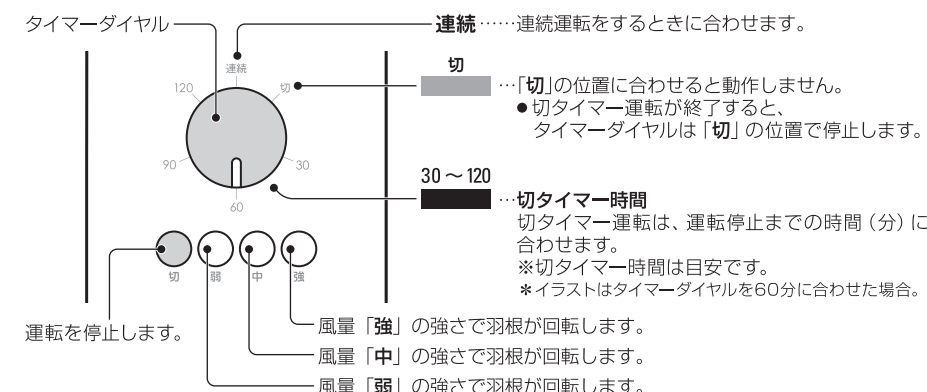 タイマーダイヤル
連続……連続運転をするときに合わせます。
連続
切
120
切
90
30
60
…「切」の位置に合わせると動作しません。
●切タイマー運転が終了すると、
タイマーダイヤルは「切」の位置で停止します。
30～120
…切タイマー時間
切タイマー運転は、運転停止までの時間（分）に
合わせます。
※切タイマー時間は目安です。
＊イラストはタイマーダイヤルを60分に合わせた場合。
切 弱 中 強
運転を停止します。
風量「強」の強さで羽根が回転します。
風量「中」の強さで羽根が回転します。
風量「弱」の強さで羽根が回転します。